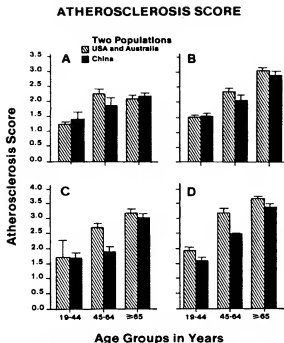 ATHEROSCLEROSIS SCORE
Two Populations
USA and Australia
China
A
B
3.5
3.0
2.5
2.0
1.5
1.0
0.5
0.0
Atherosclerosis Score
C
D
4.0
3.5
3.0
2.5
2.0
1.5
1.0
0.5
0.0
19-44 45-64 ≥65 19-44 45-64 ≥65
Age Groups in Years